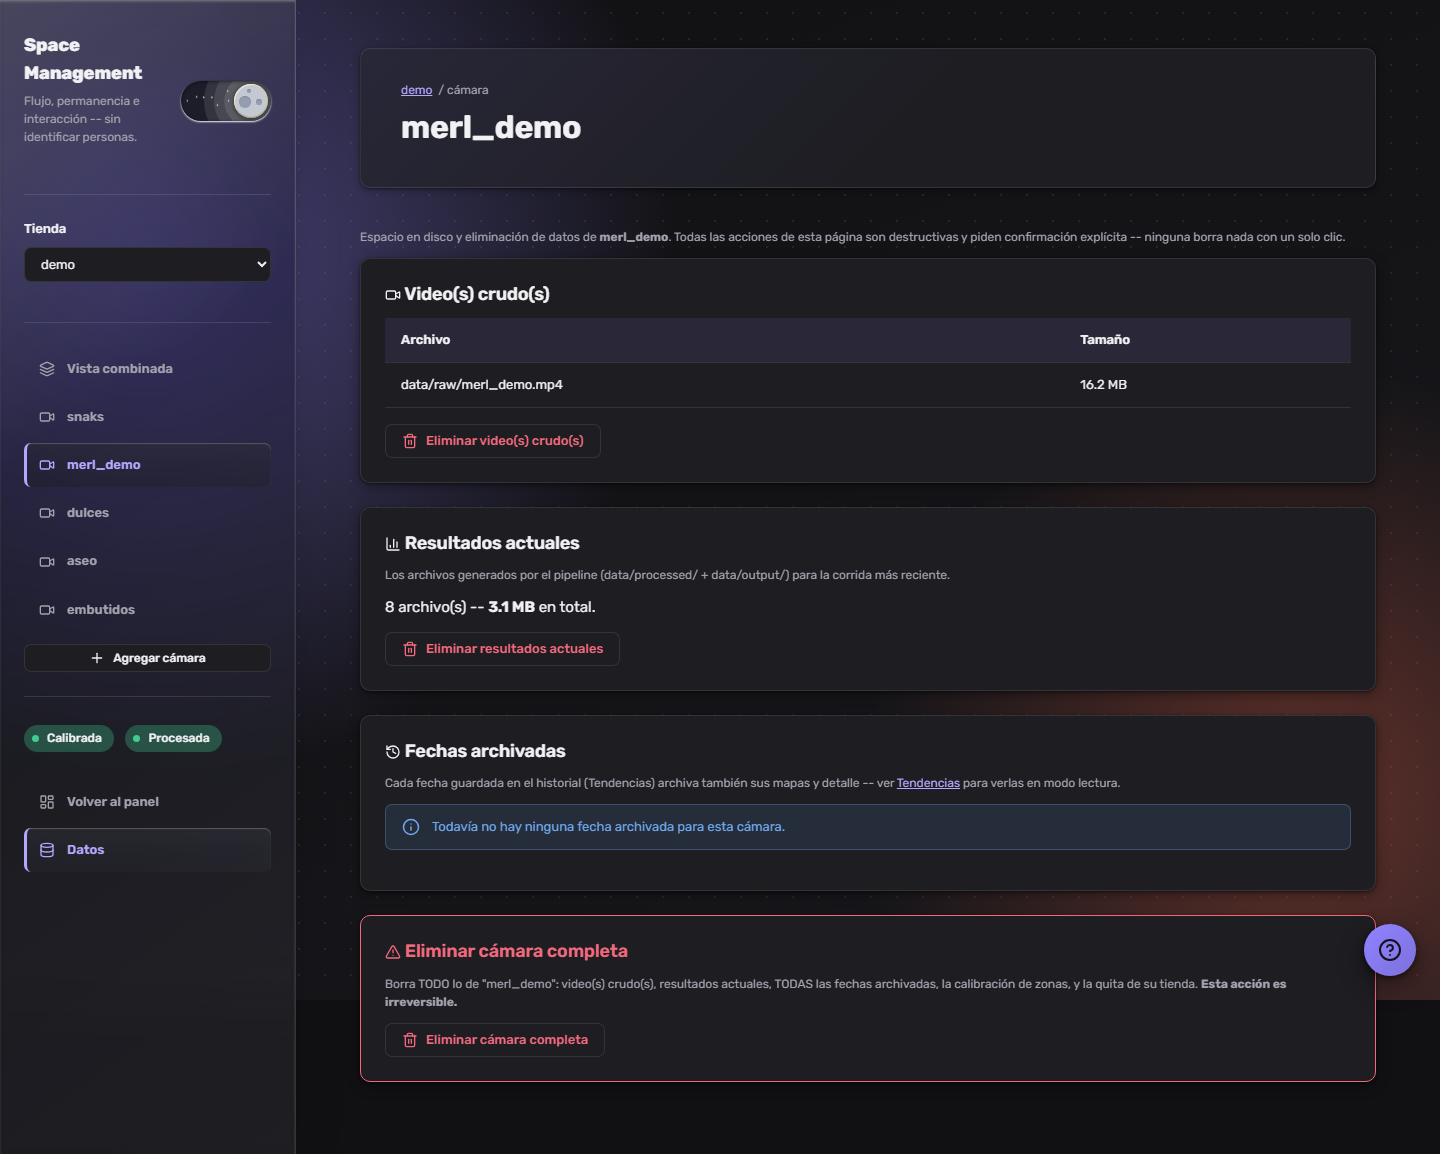 Space
Management
Flujo, permanencia e
interacción -- sin
identificar personas.
Tienda
demo
Vista combinada
snaks
merl_demo
dulces
aseo
embutidos
Agregar cámara
Calibrada
Procesada
Volver al panel
Datos
demo / cámara
merl_demo
Espacio en disco y eliminación de datos de merl_demo. Todas las acciones de esta página son destructivas y piden confirmación explícita -- ninguna borra nada con un solo clic.
Video(s) crudo(s)
Archivo Tamaño
data/raw/merl_demo.mp4 16.2 MB
Eliminar video(s) crudo(s)
Resultados actuales
Los archivos generados por el pipeline (data/processed/ + data/output/) para la corrida más reciente.
8 archivo(s) -- 3.1 MB en total.
Eliminar resultados actuales
Fechas archivadas
Cada fecha guardada en el historial (Tendencias) archiva también sus mapas y detalle -- ver Tendencias para verlas en modo lectura.
Todavía no hay ninguna fecha archivada para esta cámara.
Eliminar cámara completa
Borra TODO lo de "merl_demo": video(s) crudo(s), resultados actuales, TODAS las fechas archivadas, la calibración de zonas, y la quita de su tienda. Esta acción es
irreversible.
Eliminar cámara completa